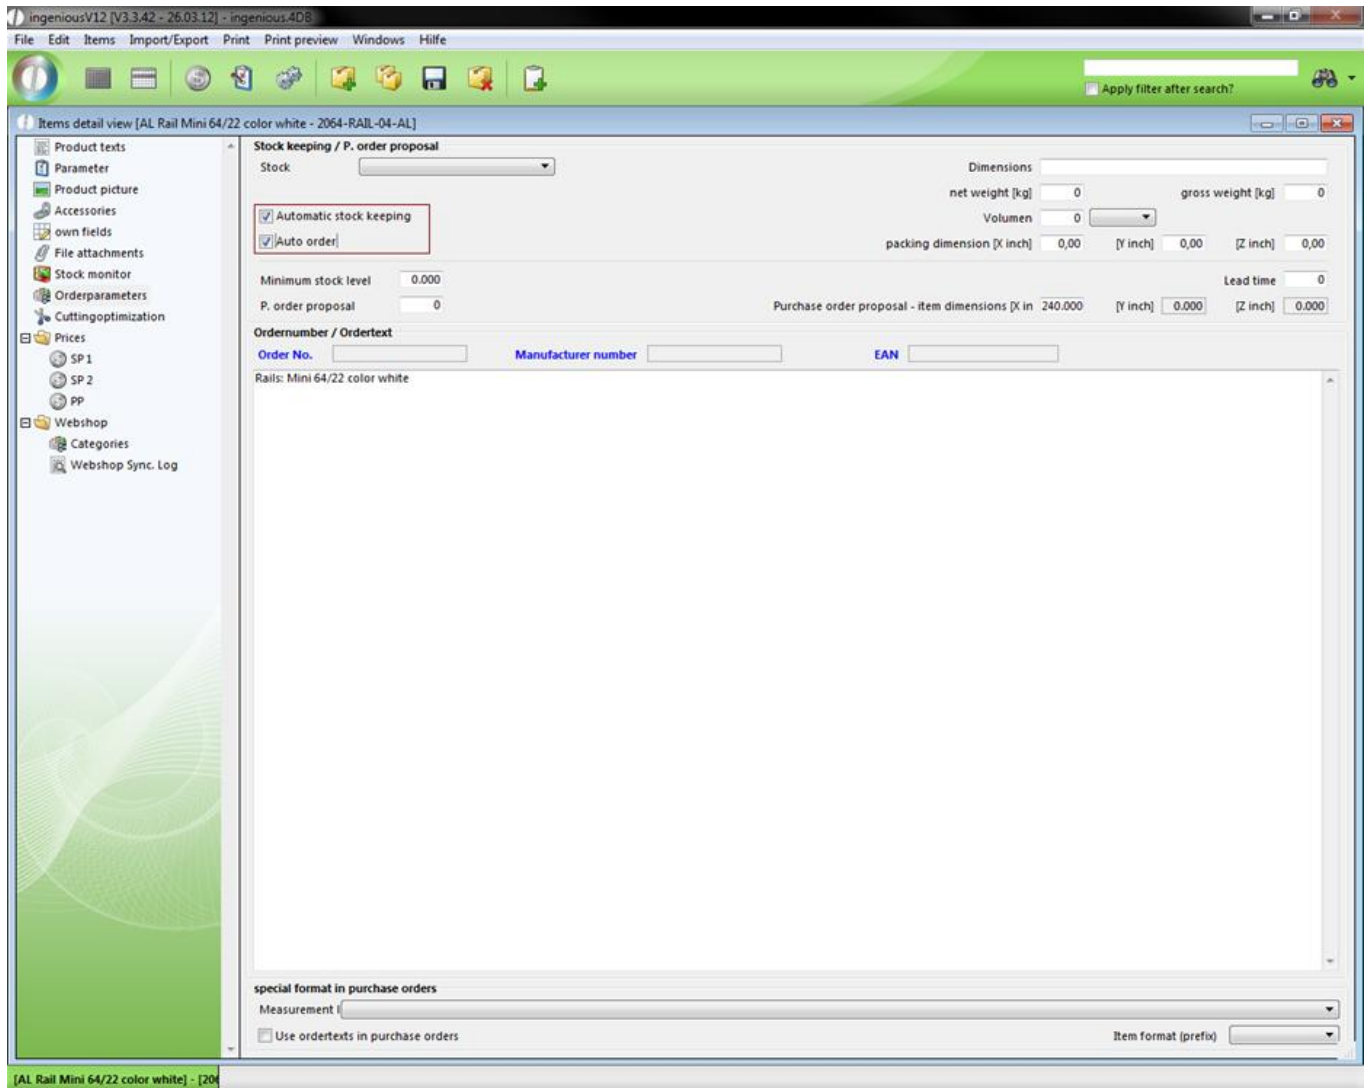 ingeniousV12 [V3.3.42 - 26.03.12] - ingenious.4DB
File Edit Items Import/Export Print Print preview Windows Hilfe
Apply filter after search?
Items detail view [AL Rail Mini 64/22 color white - 2064-RAIL-04-AL]
Product texts
Parameter
Product picture
Accessories
own fields
File attachments
Stock monitor
Orderparameters
Cuttingoptimization
Prices
SP 1
SP 2
PP
Webshop
Categories
Webshop Sync. Log
Stock keeping / P. order proposal
Stock
Dimensions
net weight [kg] 0 gross weight [kg] 0
Automatic stock keeping
Volumen 0
Auto order
packing dimension [X inch] 0,00 [Y inch] 0,00 [Z inch] 0,00
Minimum stock level 0.000
Lead time 0
P. order proposal 0
Purchase order proposal - item dimensions [X in 240.000 [Y inch] 0.000 [Z inch] 0.000
Ordernumber / Ordertext
Order No. Manufacturer number EAN
Rails: Mini 64/22 color white
special format in purchase orders
Measurement I
Use ordertexts in purchase orders Item format (prefix)
[AL Rail Mini 64/22 color white] - [206